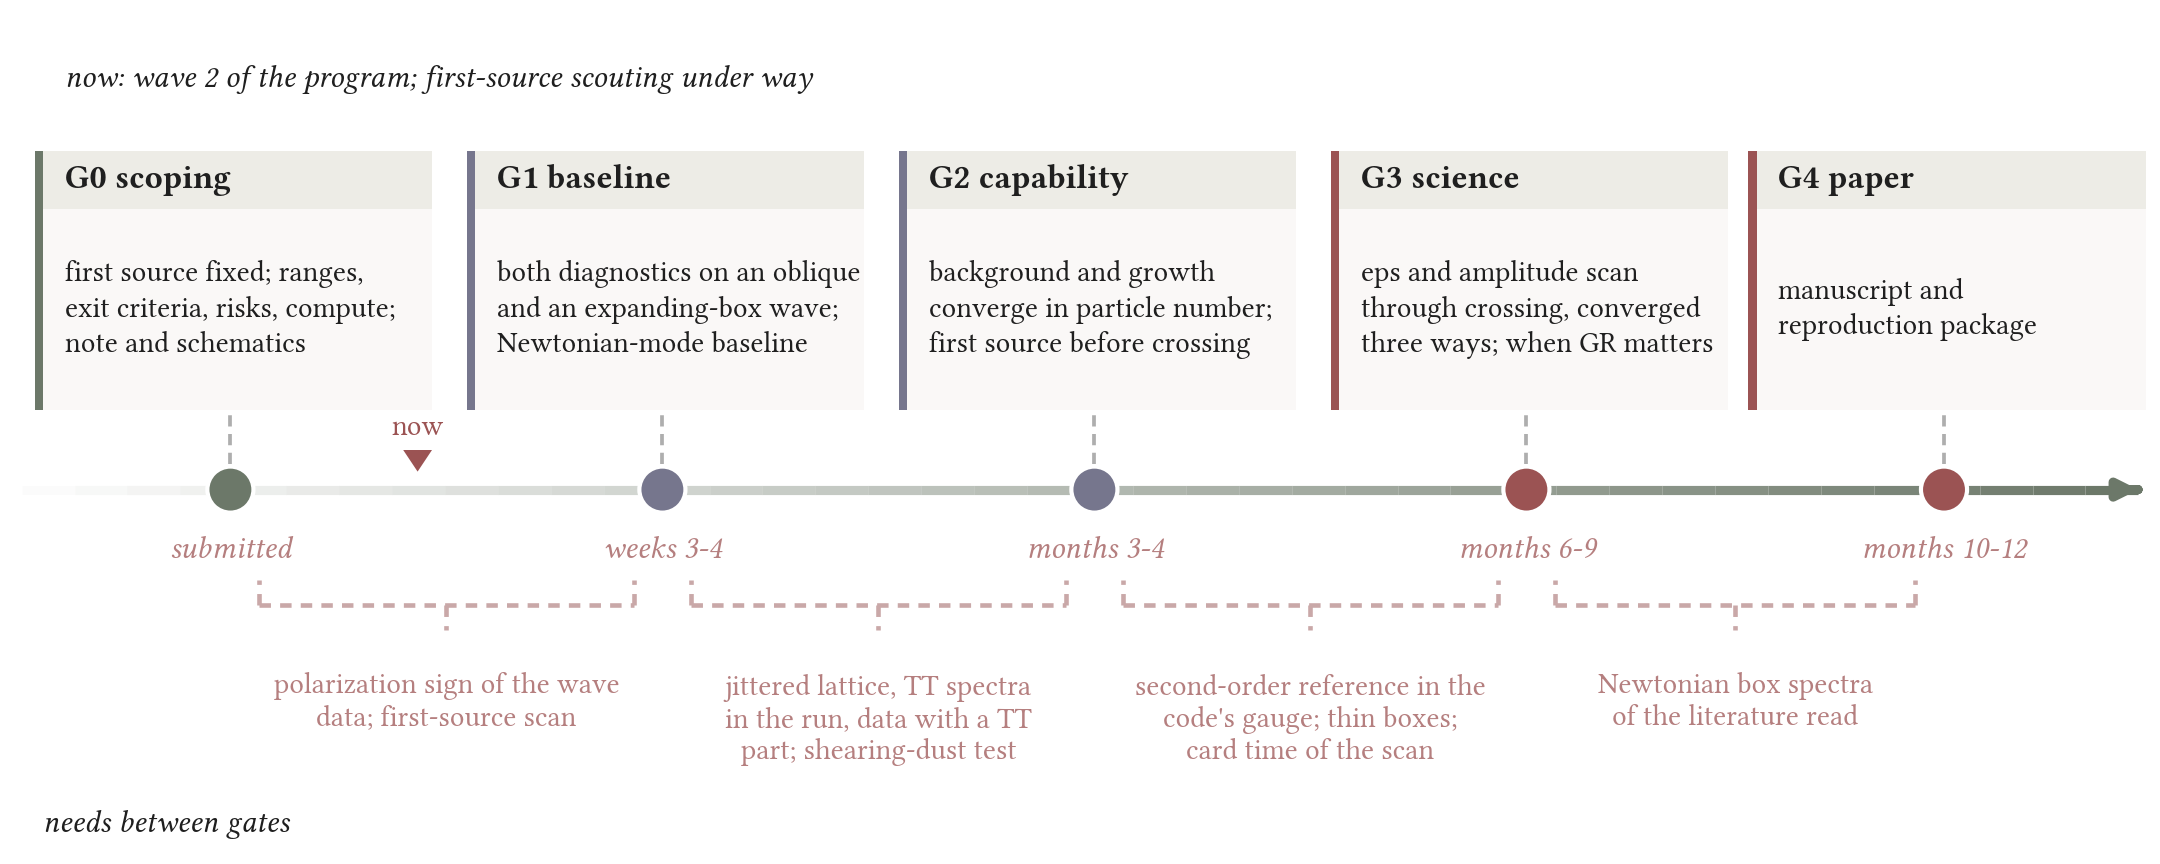 now: wave 2 of the program; first-source scouting under way
G0 scoping
first source fixed; ranges,
exit criteria, risks, compute;
note and schematics
G1 baseline
both diagnostics on an oblique
and an expanding-box wave;
Newtonian-mode baseline
G2 capability
background and growth
converge in particle number;
first source before crossing
G3 science
eps and amplitude scan
through crossing, converged
three ways; when GR matters
G4 paper
manuscript and
reproduction package
now
submitted
weeks 3-4
months 3-4
months 6-9
months 10-12
polarization sign of the wave
data; first-source scan
jittered lattice, TT spectra
in the run, data with a TT
part; shearing-dust test
second-order reference in the
code's gauge; thin boxes;
card time of the scan
Newtonian box spectra
of the literature read
needs between gates